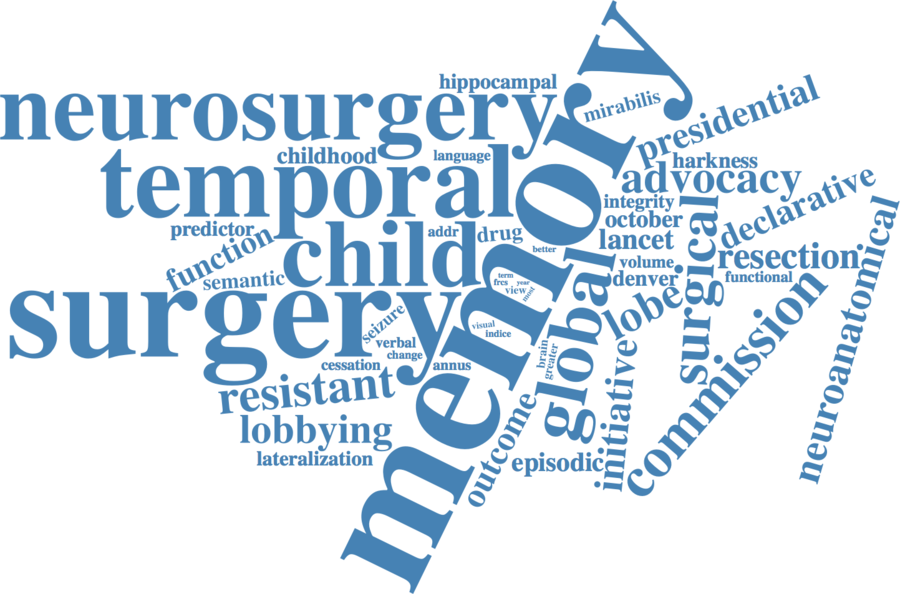 hippocampal
mirabilis
presidential
neurosurgery
memory
childhood
language
harkness
temporal
advocacy
integrity
declarative
predictor
october
function
child
addr
drug
lancet
better
resection
semantic
volume
denver
functional
surgical
neuroanatomical
surgery
term
frcs
year
view
most
global
lobe
commission
seizure
visual
indice
verbal
change
cessation
annus
brain
greater
initiative
resistant
outcome
lobbying
lateralization
episodic